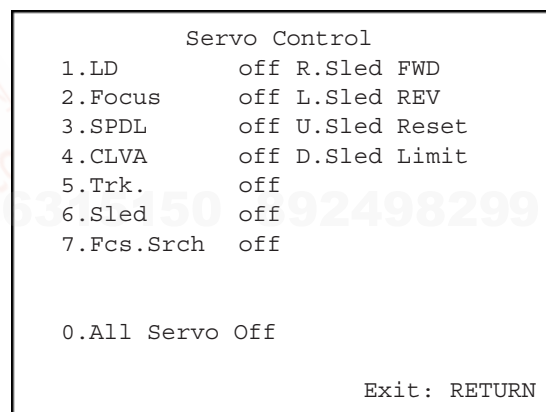 Servo Control
1.LD off R.Sled FWD
2.Focus off L.Sled REV
3.SPDL off U.Sled Reset
4.CLVA off D.Sled Limit
5.Trk. off
6.Sled off
7.Fcs.Srch off
0.All Servo Off
Exit: RETURN